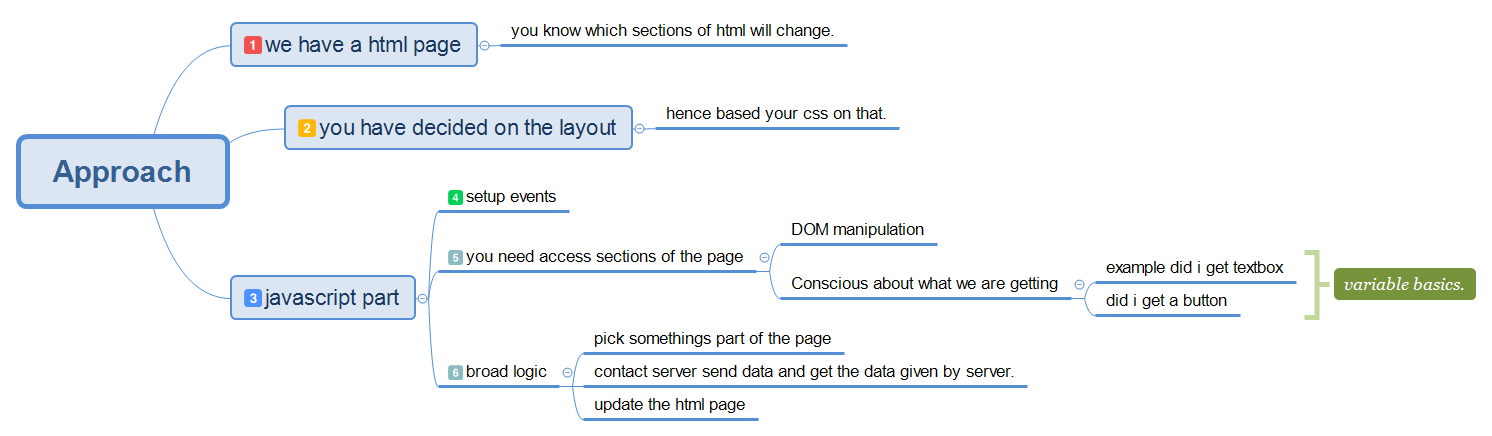 Approach
1 we have a html page
you know which sections of html will change.
2 you have decided on the layout
hence based your css on that.
3 javascript part
4 setup events
5 you need access sections of the page
DOM manipulation
Conscious about what we are getting
example did i get textbox
did i get a button
variable basics.
6 broad logic
pick somethings part of the page
contact server send data and get the data given by server.
update the html page